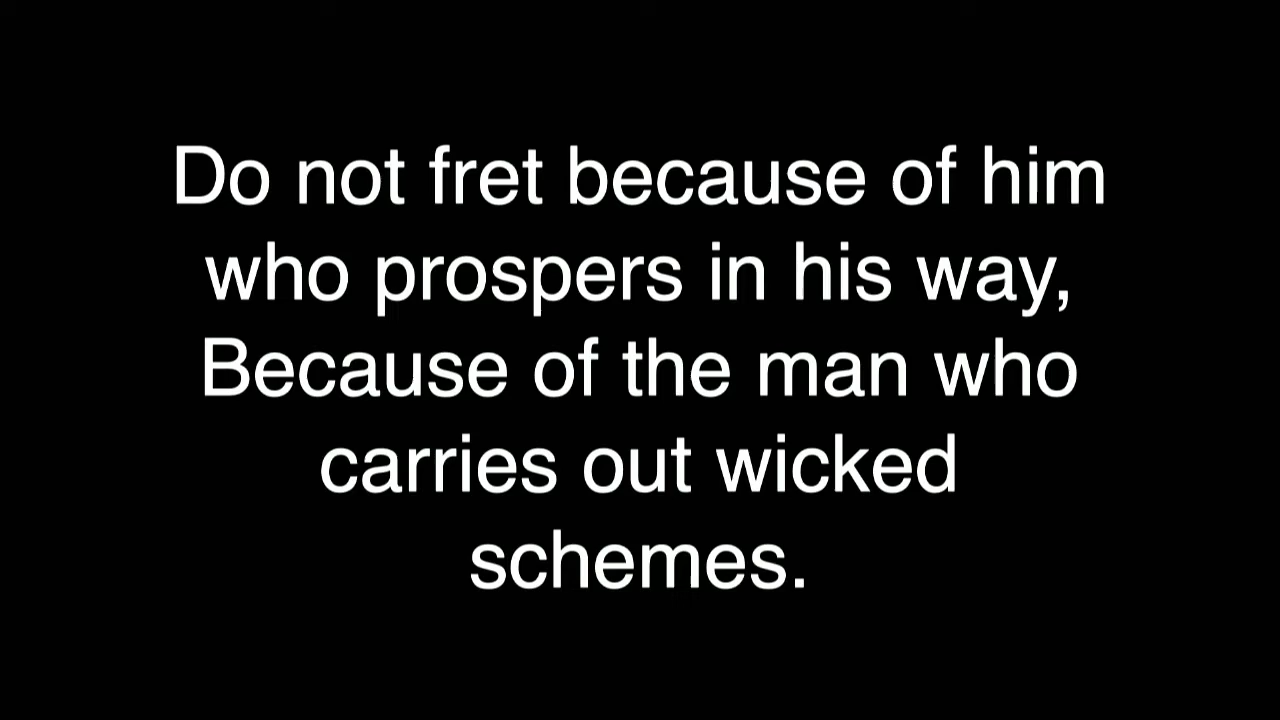 Do not fret because of him
who prospers in his way,
Because of the man who
carries out wicked
schemes.